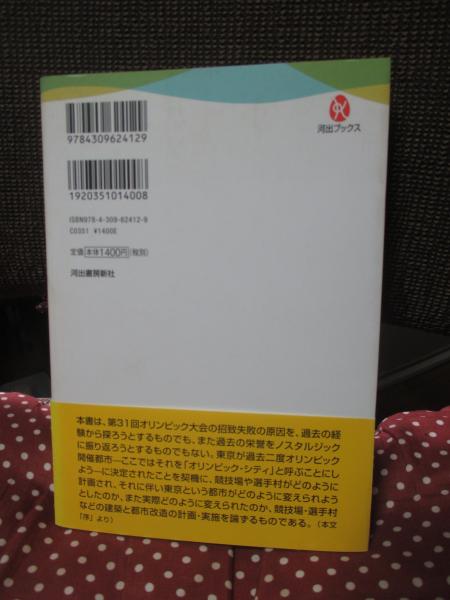 河出ブックス
9784309624129
1920351014008
ISBN978-4-309-62412-9
C0351 ¥1400E
定価 本体1400円(税別)
河出書房新社
本書は、第31回オリンピック大会の招致失敗の原因を、過去の経
験から探ろうとするものでも、また過去の栄誉をノスタルジック
に振り返ろうとするものでもない。東京が過去二度オリンピック
開催都市―ここではそれを「オリンピック・シティ」と呼ぶことにし
よう―に決定されたことを契機に、競技場や選手村がどのように
計画され、それに伴い東京という都市がどのように変えられよう
としたのか、また実際どのように変えられたのか、競技場・選手村
などの建築と都市改造の計画・実施を論ずるものである。(本文
「序」より)